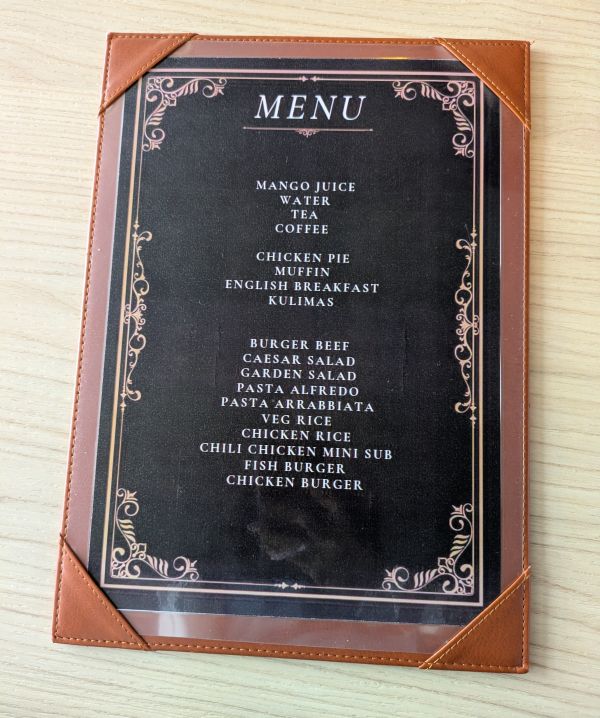 MENU
MANGO JUICE
WATER
TEA
COFFEE
CHICKEN PIE
MUFFIN
ENGLISH BREAKFAST
KULIMAS
BURGER BEEF
CAESAR SALAD
GARDEN SALAD
PASTA ALFREDO
PASTA ARRABBIATA
VEG RICE
CHICKEN RICE
CHILI CHICKEN MINI SUB
FISH BURGER
CHICKEN BURGER